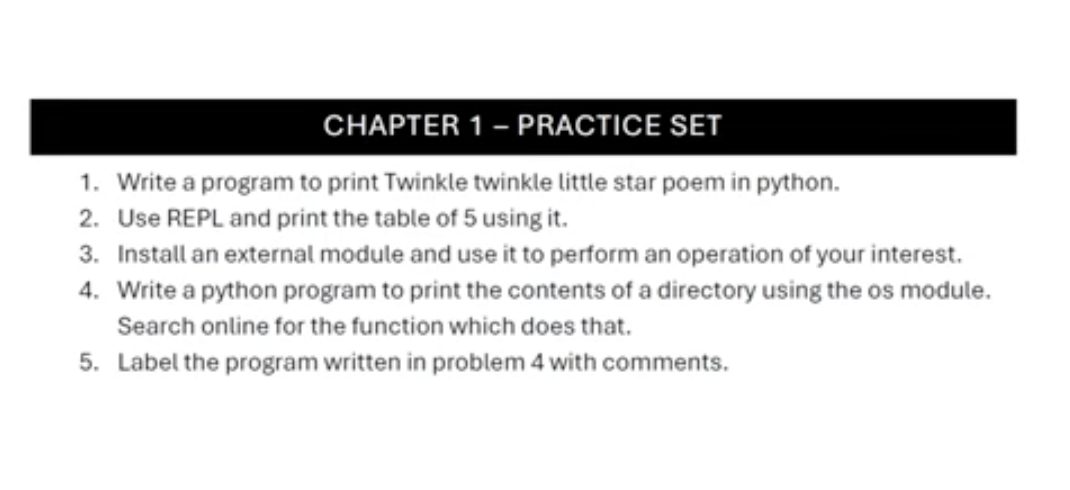 CHAPTER 1 – PRACTICE SET
1. Write a program to print Twinkle twinkle little star poem in python.
2. Use REPL and print the table of 5 using it.
3. Install an external module and use it to perform an operation of your interest.
4. Write a python program to print the contents of a directory using the os module.
Search online for the function which does that.
5. Label the program written in problem 4 with comments.